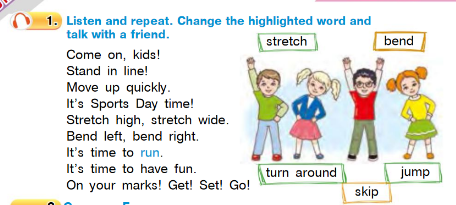 1. Listen and repeat. Change the highlighted word and
talk with a friend.
Come on, kids!
Stand in line!
Move up quickly.
It's Sports Day time!
Stretch high, stretch wide.
Bend left, bend right.
It's time to run.
It's time to have fun.
On your marks! Get! Set! Go!
stretch
bend
turn around
jump
skip